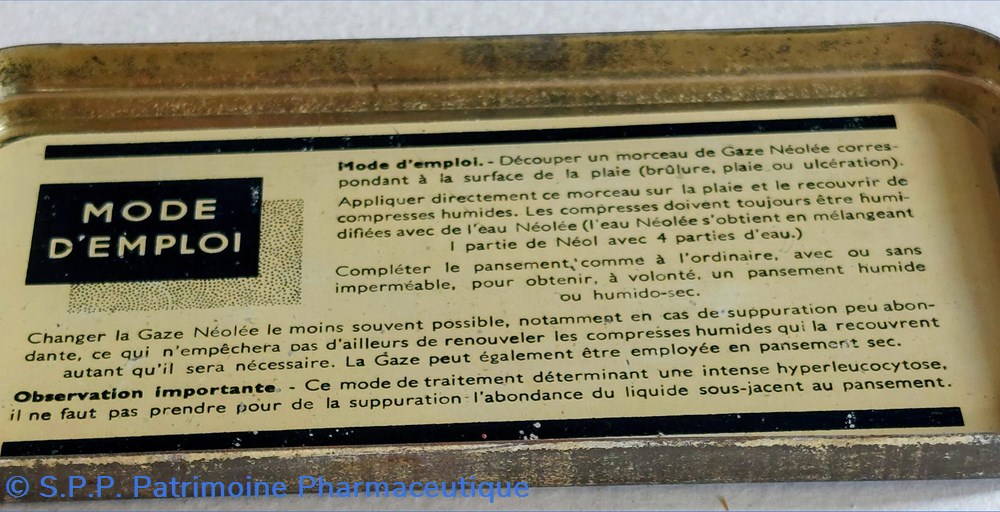 MODE
D'EMPLOI
Mode d'emploi. - Découper un morceau de Gaze Néolée corres-
pondant à la surface de la plaie (brûlure, plaie ou ulcération).
Appliquer directement ce morceau sur la plaie et le recouvrir de
compresses humides. Les compresses doivent toujours être humi-
difiées avec de l'eau Néolée (l'eau Néolée s'obtient en mélangeant
1 partie de Néol avec 4 parties d'eau.)
Compléter le pansement, comme à l'ordinaire, avec ou sans
imperméable, pour obtenir, à volonté, un pansement humide
ou humido-sec.
Changer la Gaze Néolée le moins souvent possible, notamment en cas de suppuration peu abon-
dante, ce qui n'empêchera pas d'ailleurs de renouveler les compresses humides qui la recouvrent
autant qu'il sera nécessaire. La Gaze peut également être employée en pansement sec.
Observation importante. - Ce mode de traitement déterminant une intense hyperleucocytose,
il ne faut pas prendre pour de la suppuration l'abondance du liquide sous-jacent au pansement.
© S.P.P. Patrimoine Pharmaceutique